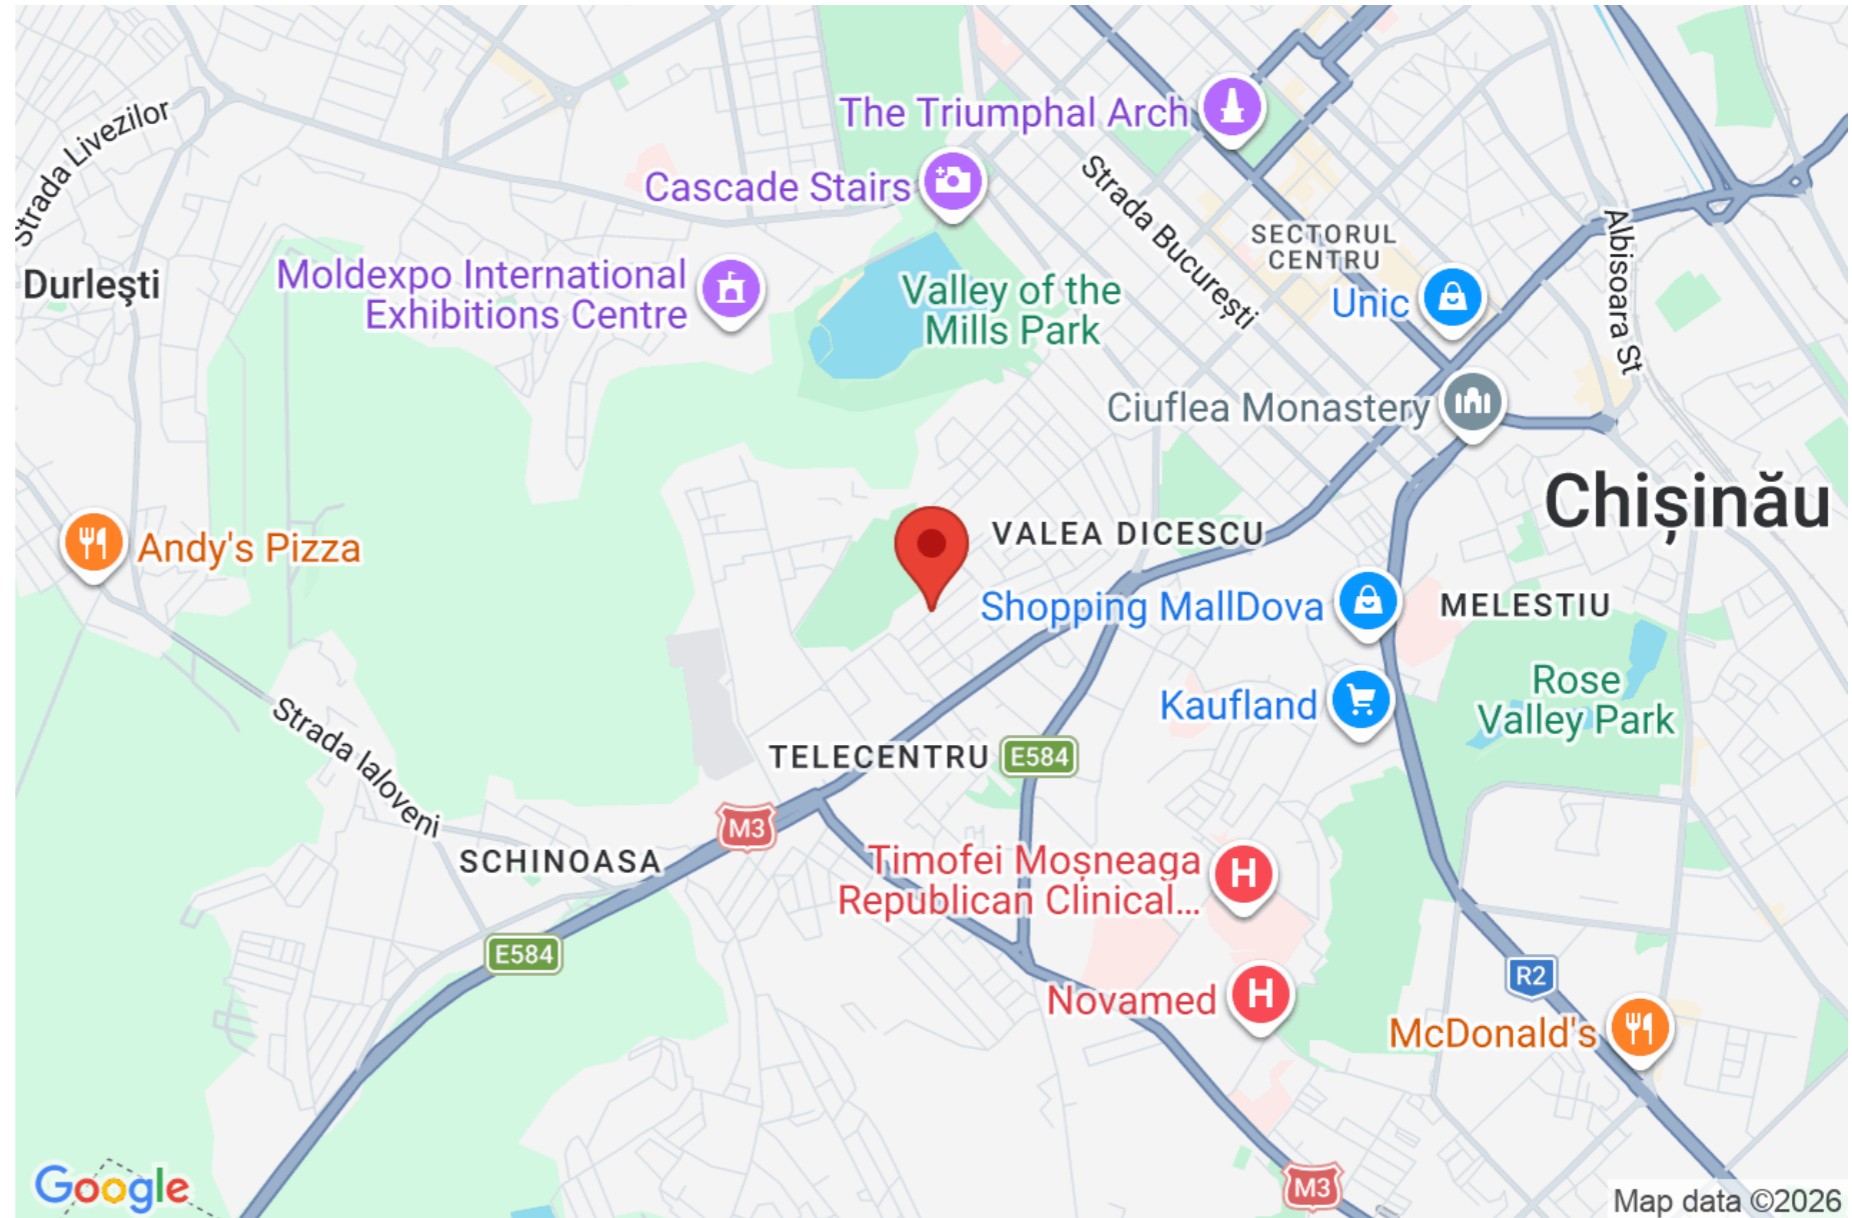 The Triumphal Arch
Strada Livezilor
Cascade Stairs
Strada București
SECTORUL
CENTRU
Albisoara St
Durleşti
Moldexpo International
Exhibitions Centre
Valley of the
Mills Park
Unic
Ciuflea Monastery
Chișinău
Andy's Pizza
VALEA DICESCU
Shopping MallDova
MELESTIU
Rose
Valley Park
Kaufland
Strada Ialoveni
TELECENTRU
E584
M3
SCHINOASA
Timofei Moșneaga
Republican Clinical...
H
E584
R2
Novamed
H
McDonald's
Google
M3
Map data ©2026